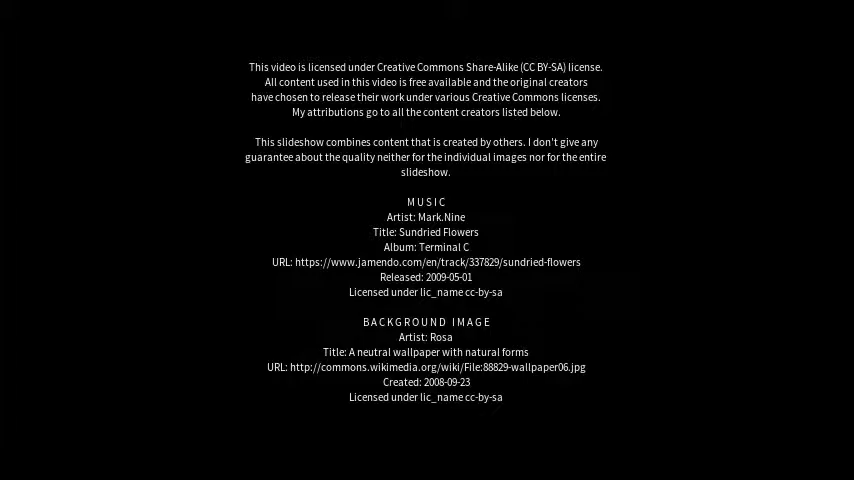 This video is licensed under Creative Commons Share-Alike (CC BY-SA) license.
All content used in this video is free available and the original creators
have chosen to release their work under various Creative Commons licenses.
My attributions go to all the content creators listed below.
This slideshow combines content that is created by others. I don't give any
guarantee about the quality neither for the individual images nor for the entire
slideshow.
MUSIC
Artist: Mark.Nine
Title: Sundried Flowers
Album: Terminal C
URL: https://www.jamendo.com/en/track/337829/sundried-flowers
Released: 2009-05-01
Licensed under lic_name cc-by-sa
BACKGROUND IMAGE
Artist: Rosa
Title: A neutral wallpaper with natural forms
URL: http://commons.wikimedia.org/wiki/File:88829-wallpaper06.jpg
Created: 2008-09-23
Licensed under lic_name cc-by-sa